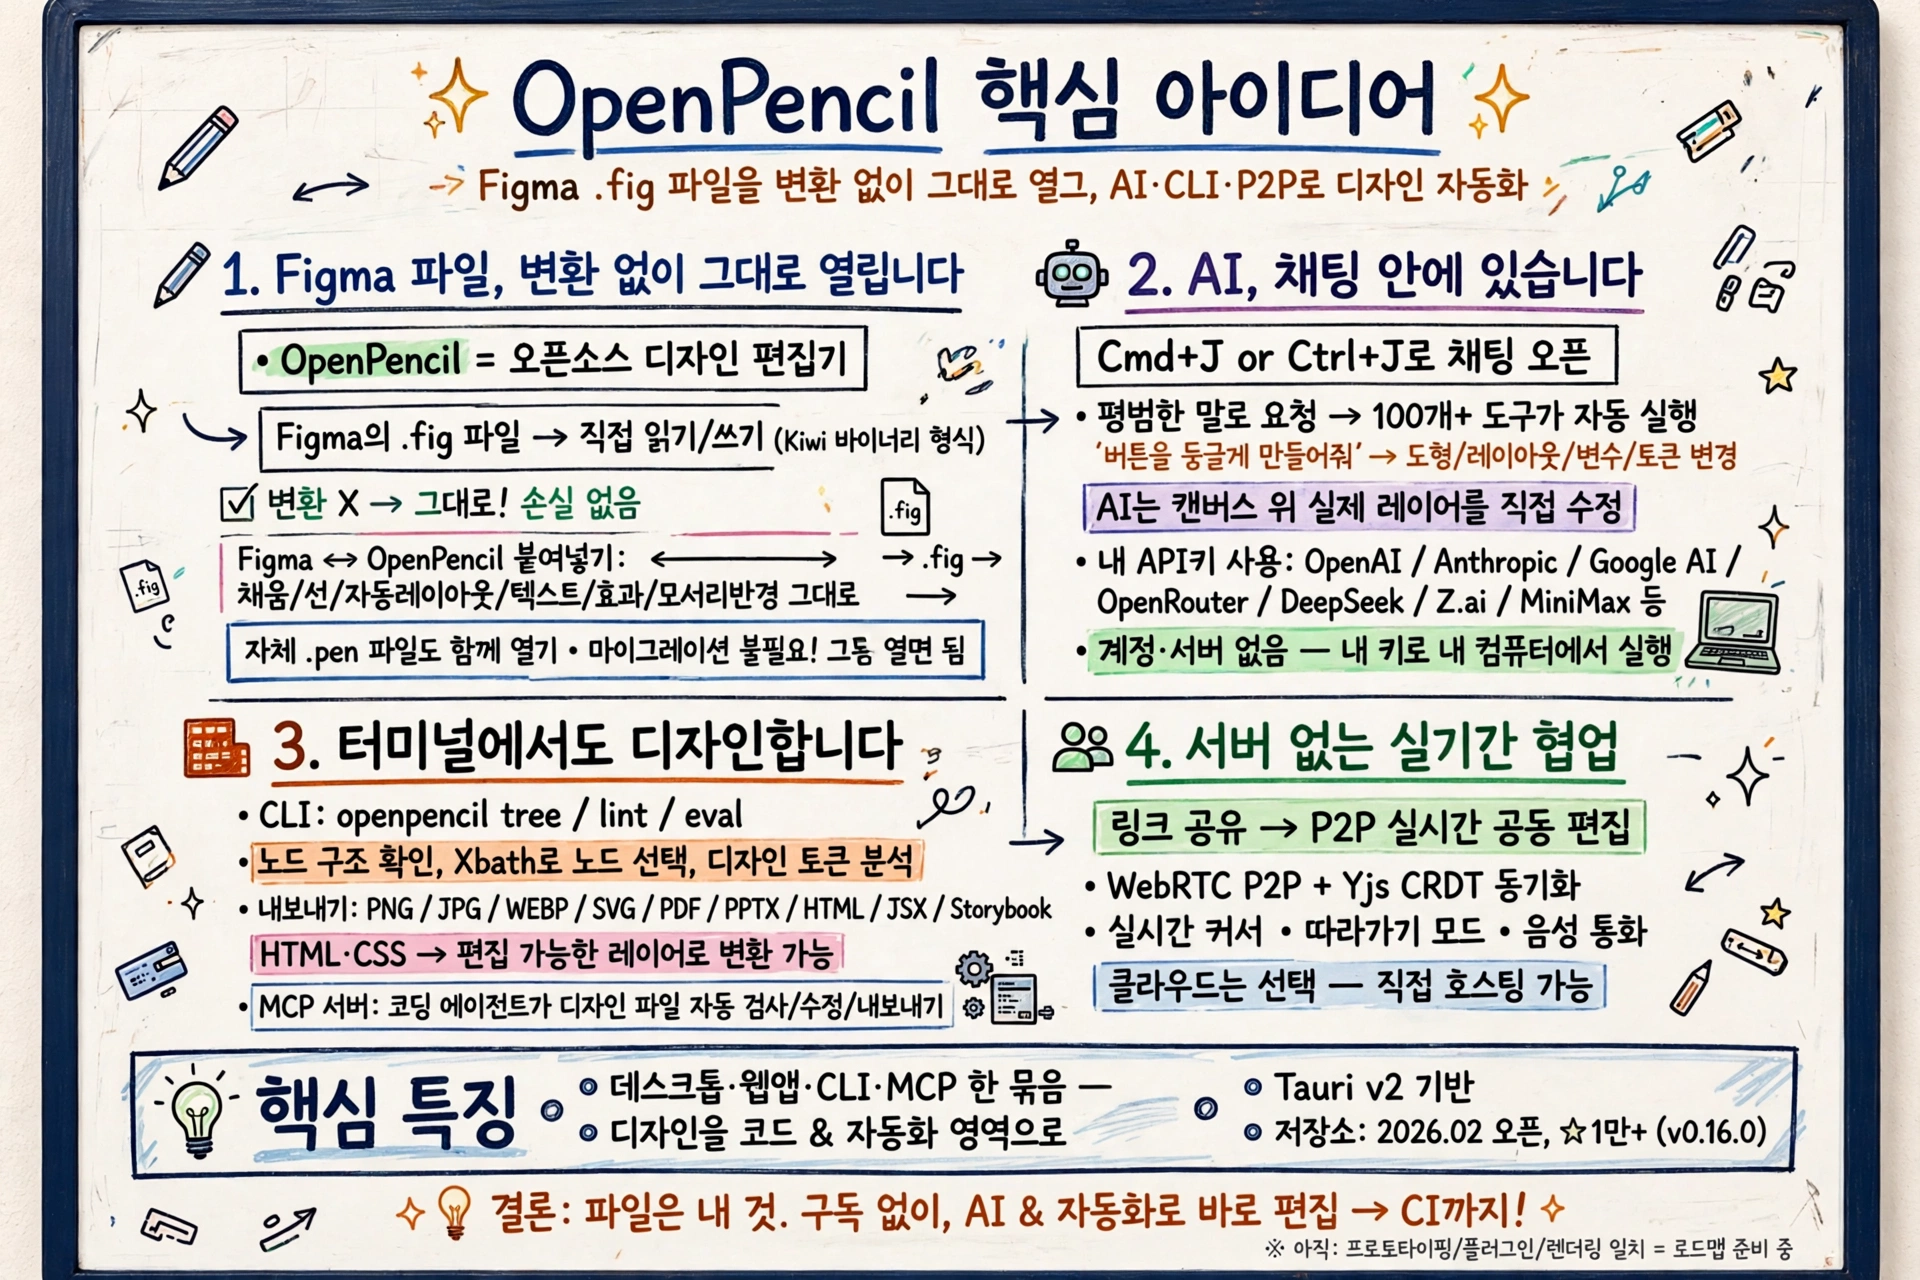 OpenPencil 핵심 아이디어
Figma .fig 파일을 변환 없이 그대로 열그, AI·CLI·P2P로 디자인 자동화
1. Figma 파일, 변환 없이 그대로 열립니다
• OpenPencil = 오픈소스 디자인 편집기
Figma의 .fig 파일 → 직접 읽기/쓰기 (Kiwi 바이너리 형식)
변환 X → 그대로! 손실 없음
.fig
Figma ↔ OpenPencil 붙여넣기:
→ .fig →
채움/선/자동레이아웃/텍스트/효과/모서리반경 그대로 →
.fig
자체 .pen 파일도 함께 열기 • 마이그레이션 불필요! 그돔 열면 됨
2. AI, 채팅 안에 있습니다
Cmd+J or Ctrl+J로 채팅 오픈
• 평범한 말로 요청 → 100개+ 도구가 자동 실행
'버튼을 둥글게 만들어줘' → 도형/레이아웃/변수/토큰 변경
AI는 캔버스 위 실제 레이어를 직접 수정
• 내 API키 사용: OpenAI / Anthropic / Google AI /
OpenRouter / DeepSeek / Z.ai / MiniMax 등
• 계정·서버 없음 — 내 키로 내 컴퓨터에서 실행
3. 터미널에서도 디자인합니다
• CLI: openpencil tree / lint / eval
• 노드 구조 확인, Xbath로 노드 선택, 디자인 토큰 분석
• 내보내기: PNG / JPG / WEBP / SVG / PDF / PPTX / HTML / JSX / Storybook
HTML·CSS → 편집 가능한 레이어로 변환 가능
• MCP 서버: 코딩 에이전트가 디자인 파일 자동 검사/수정/내보내기
4. 서버 없는 실기간 협업
링크 공유 → P2P 실시간 공동 편집
• WebRTC P2P + Yjs CRDT 동기화
• 실시간 커서 • 따라가기 모드 • 음성 통화
클라우드는 선택 — 직접 호스팅 가능
핵심 특징
데스크톱·웹앱·CLI·MCP 한 묶음 —
디자인을 코드 & 자동화 영역으로
Tauri v2 기반
저장소: 2026.02 오픈, ☆1만+ (v0.16.0)
결론: 파일은 내 것. 구독 없이, AI & 자동화로 바로 편집 → CI까지!
※ 아직: 프로토타이핑/플러그인/렌더링 일치 = 로드맵 준비 중